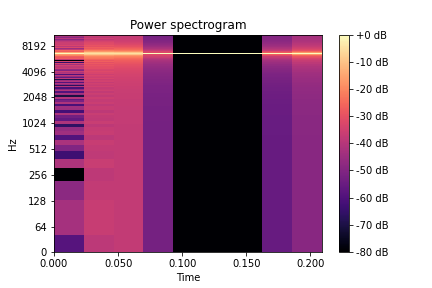 Power spectrogram
+0 dB
8192
-10 dB
4096
-20 dB
2048
-30 dB
1024
-40 dB
Hz
512
-50 dB
256
-60 dB
128
64
-70 dB
0
-80 dB
0.000
0.050
0.100
0.150
0.200
Time